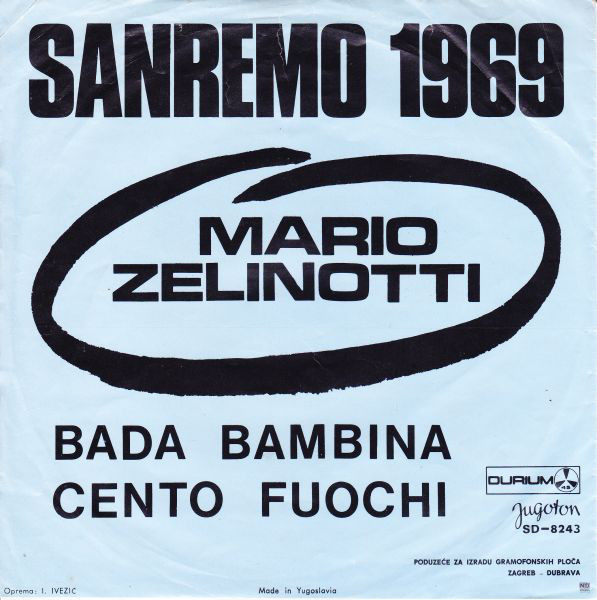 SANREMO 1969
MARIO
ZELINOTTI
BADA BAMBINA
CENTO FUOCHI
DURIUM 45
Jugoton
SD-8243
PODUZEĆE ZA IZRADU GRAMOFONSKIH PLOČA
ZAGREB - DUBRAVA
Oprema: I. IVEZIC
Made in Yugoslavia